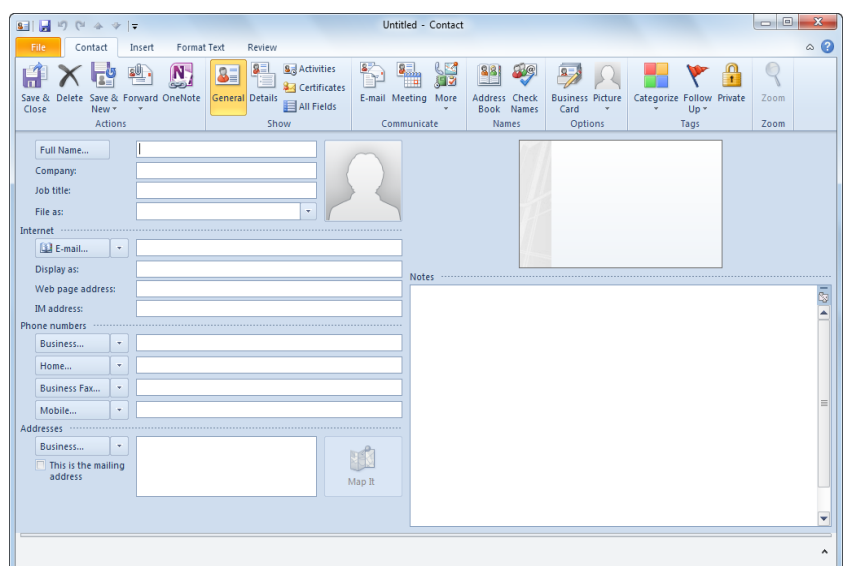 Untitled - Contact
File Contact Insert Format Text Review
Save & Close Delete Save & New Forward OneNote General Details Activities Certificates All Fields E-mail Meeting More Address Book Check Names Business Card Picture Categorize Follow Up Private Zoom
Actions Show Communicate Names Options Tags Zoom
Full Name...
Company:
Job title:
File as:
Internet
E-mail...
Display as:
Notes
Web page address:
IM address:
Phone numbers
Business...
Home...
Business Fax...
Mobile...
Addresses
Business...
This is the mailing
address
Map It